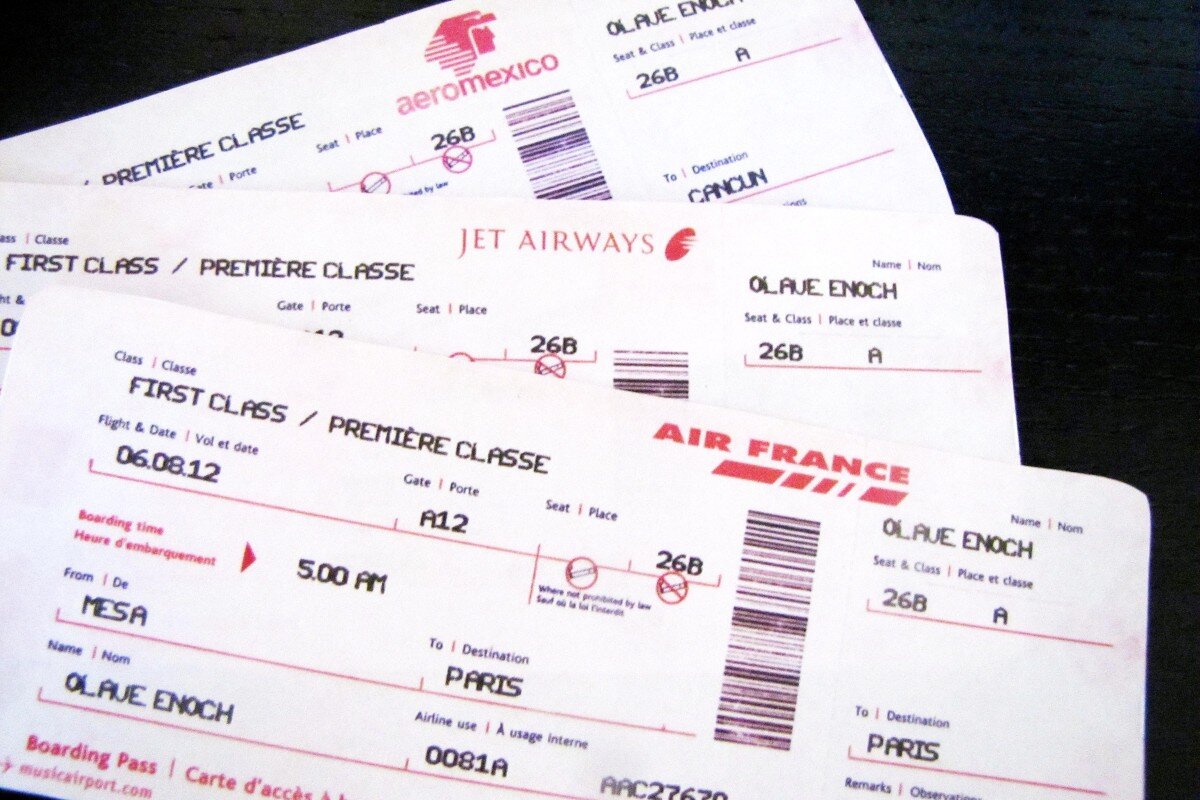 aeromexico
PREMIÈRE CLASSE
Seat | Place
26B
Porte
by law
OLAVE ENOCH
Seat & Class | Place et classe
26B A
To | Destination
CANCUN
JET AIRWAYS
Classe
FIRST CLASS / PREMIÈRE CLASSE
Gate | Porte
Seat | Place
26B
Name | Nom
OLAVE ENOCH
Seat & Class | Place et classe
26B A
AIR FRANCE
Class | Classe
FIRST CLASS / PREMIÈRE CLASSE
Flight & Date | Vol et date
06.08.12
Gate | Porte
A12
Seat | Place
26B
Where not prohibited by law
Sauf où la loi l'interdit
Boarding time
Heure d'embarquement
5.00 AM
From | De
MESA
To | Destination
PARIS
Name | Nom
OLAVE ENOCH
Airline use | À usage interne
0081A
Boarding Pass | Carte d'accès à
musicairport.com
Name | Nom
OLAVE ENOCH
Seat & Class | Place et classe
26B A
To | Destination
PARIS
Remarks | Observations